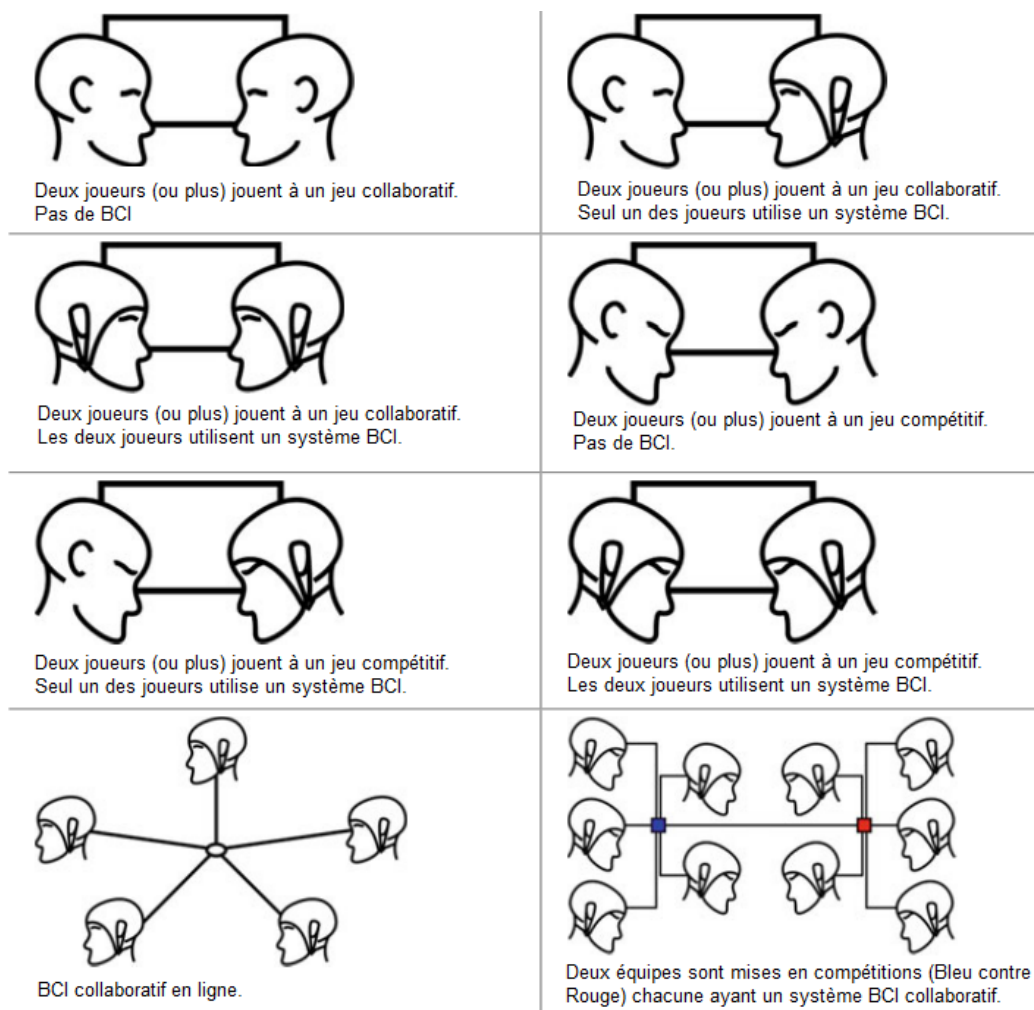 Deux joueurs (ou plus) jouent à un jeu collaboratif.
Pas de BCI
Deux joueurs (ou plus) jouent à un jeu collaboratif.
Seul un des joueurs utilise un système BCI.
Deux joueurs (ou plus) jouent à un jeu collaboratif.
Les deux joueurs utilisent un système BCI.
Deux joueurs (ou plus) jouent à un jeu compétitif.
Pas de BCI.
Deux joueurs (ou plus) jouent à un jeu compétitif.
Seul un des joueurs utilise un système BCI.
Deux joueurs (ou plus) jouent à un jeu compétitif.
Les deux joueurs utilisent un système BCI.
BCI collaboratif en ligne.
Deux équipes sont mises en compétitions (Bleu contre
Rouge) chacune ayant un système BCI collaboratif.